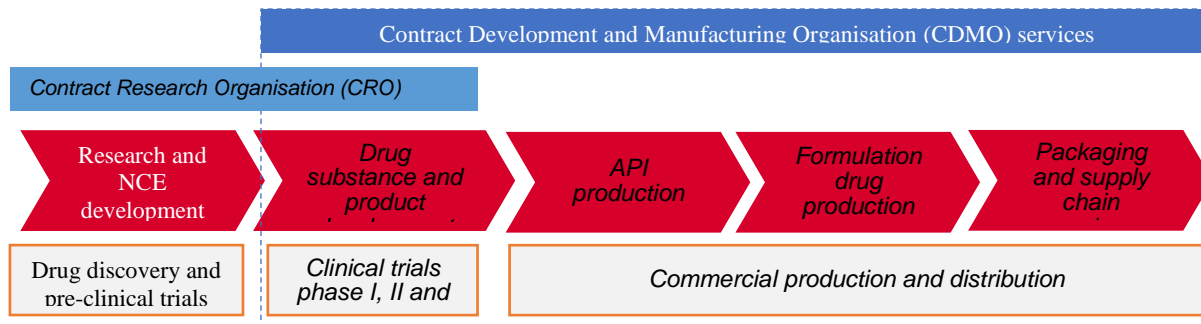 Contract Development and Manufacturing Organisation (CDMO) services
Contract Research Organisation (CRO)
Research and
NCE
development
Drug
substance and
product
API
production
Formulation
drug
production
Packaging
and supply
chain
Drug discovery and
pre-clinical trials
Clinical trials
phase I, II and
Commercial production and distribution